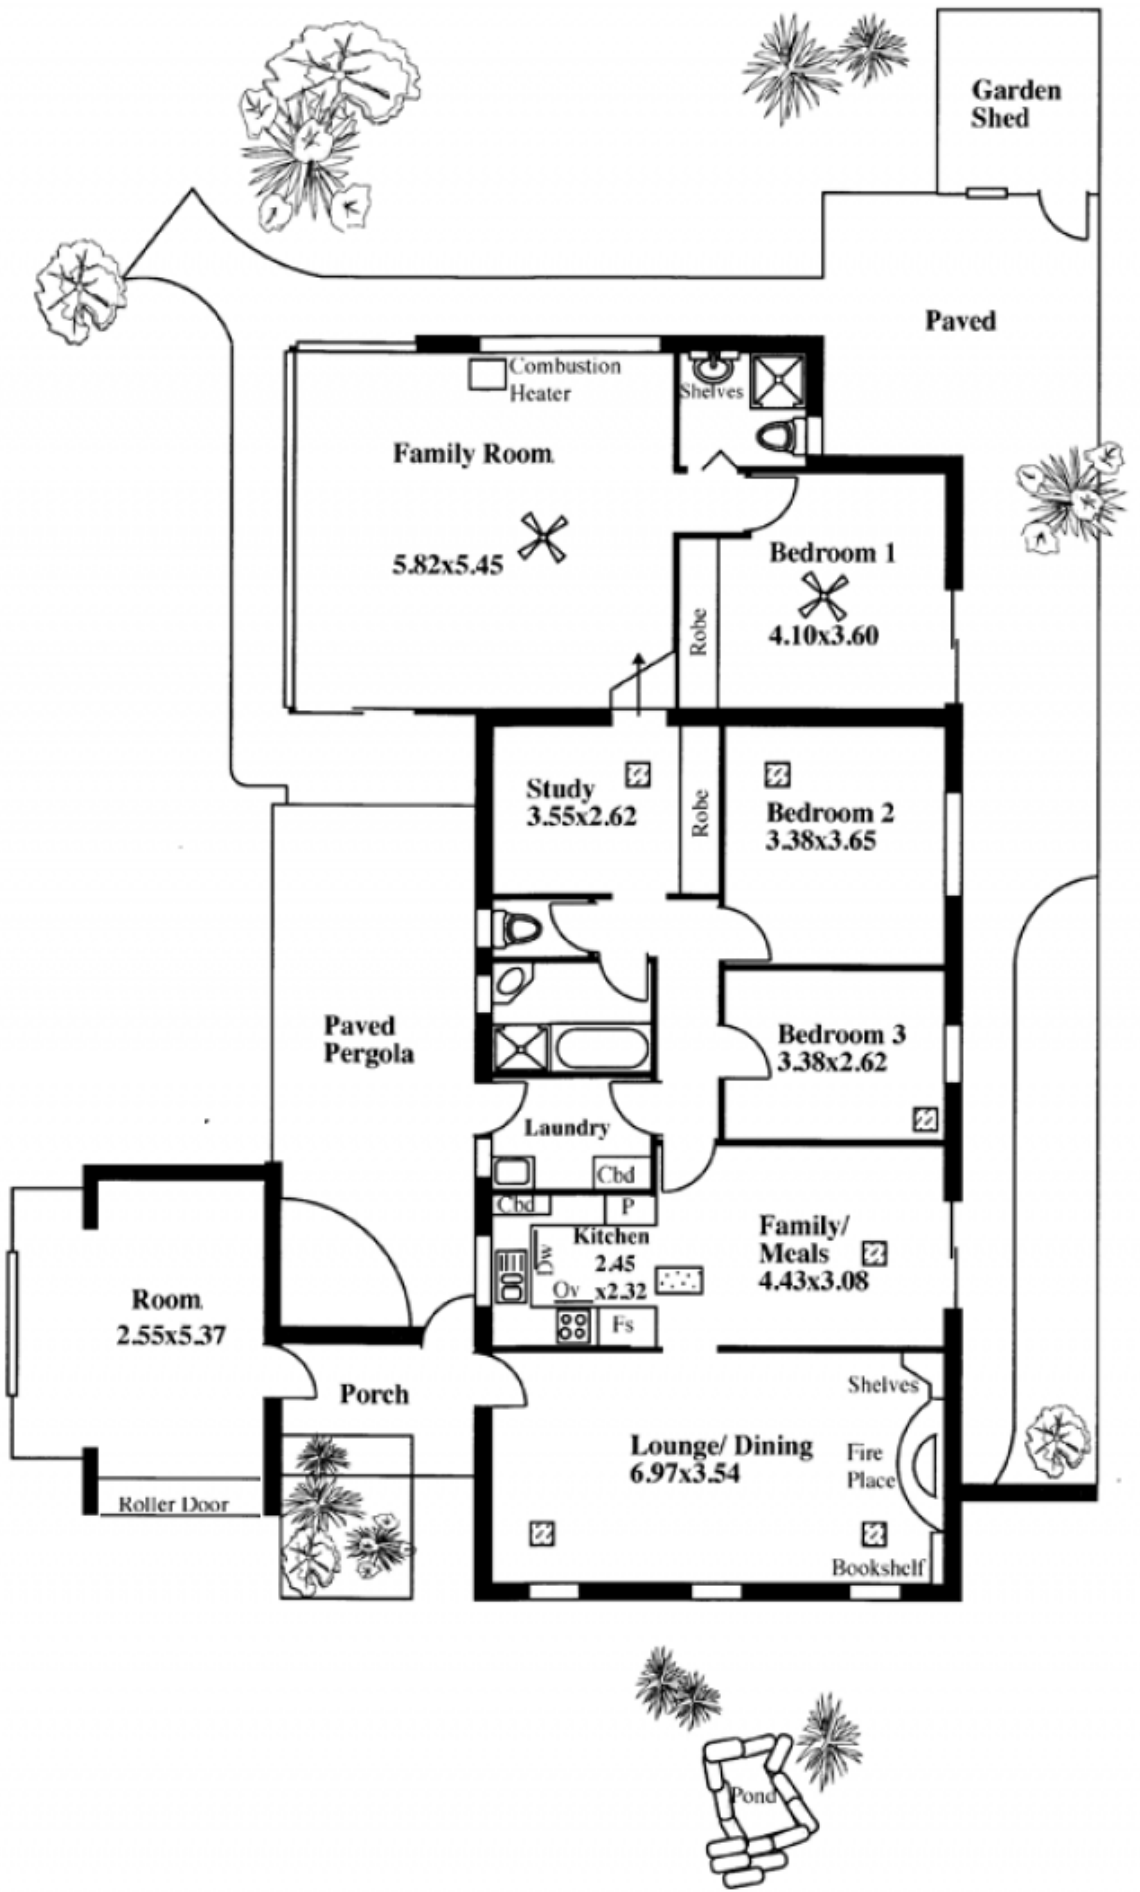 Garden
Shed
Paved
Combustion
Heater
Shelves
Family Room
5.82x5.45
Bedroom 1
4.10x3.60
Robe
Study
3.55x2.62
Robe
Bedroom 2
3.38x3.65
Paved
Pergola
Bedroom 3
3.38x2.62
Laundry
Cbd
Cbd
P
Kitchen
2.45
x2.32
Dw
Ov
Fs
Family/
Meals
4.43x3.08
Room
2.55x5.37
Porch
Shelves
Lounge/ Dining
6.97x3.54
Fire
Place
Roller Door
Bookshelf
Pond